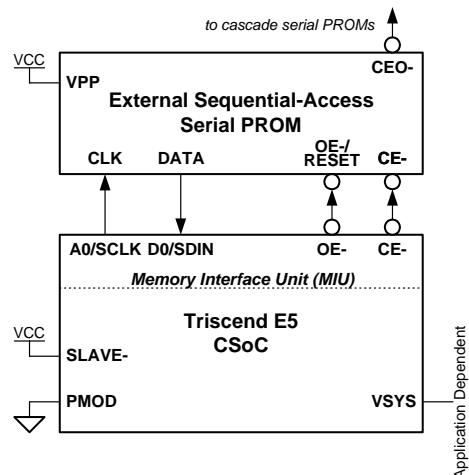 to cascade serial PROMs
VCC
CEO-
VPP
External Sequential-Access
Serial PROM
OE-/
CLK DATA RESET CE-
A0/SCLK D0/SDIN OE- CE-
Memory Interface Unit (MIU)
Triscend E5
CSoC
VCC
SLAVE-
PMOD VSYS
Application Dependent